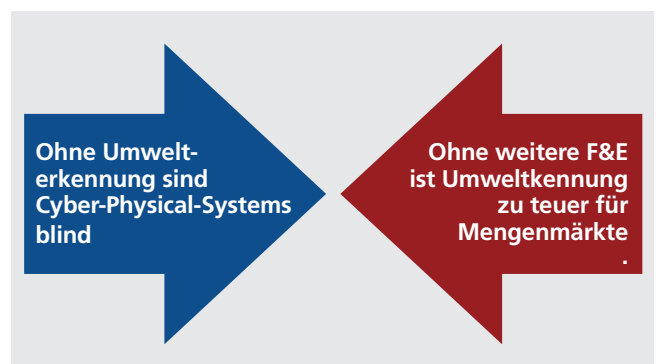 Ohne Umwelt-
erkennung sind
Cyber-Physical-Systems
blind
Ohne weitere F&E
ist Umweltkennung
zu teuer für
Mengenmärkte
.